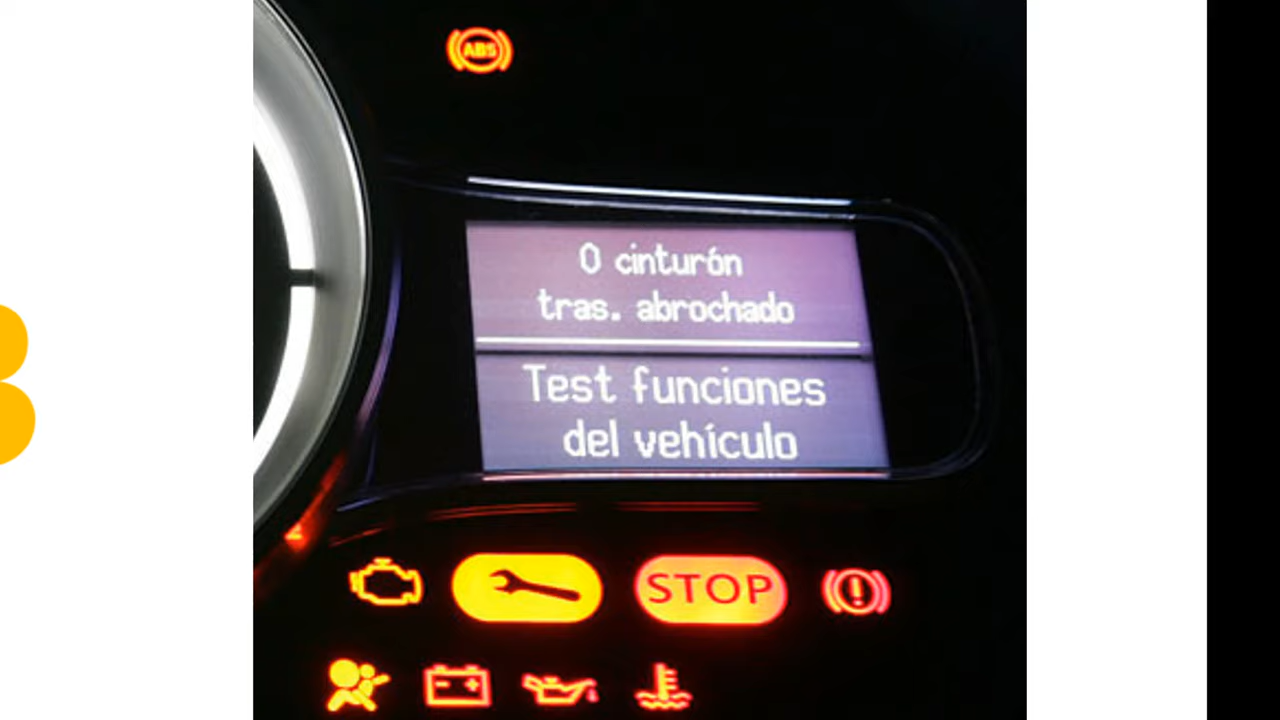 ABS
0 cinturón
tras. abrochado
Test funciones
del vehículo
STOP